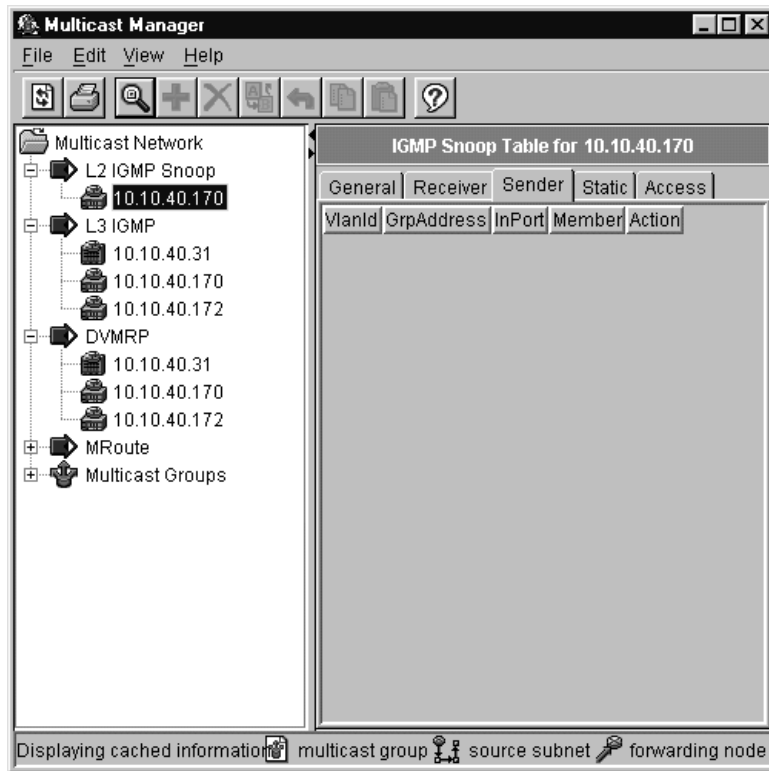 Multicast Manager
File Edit View Help
Multicast Network
L2 IGMP Snoop
10.10.40.170
L3 IGMP
10.10.40.31
10.10.40.170
10.10.40.172
DVMRP
10.10.40.31
10.10.40.170
10.10.40.172
MRoute
Multicast Groups
IGMP Snoop Table for 10.10.40.170
General Receiver Sender Static Access
VlanId GrpAddress InPort Member Action
Displaying cached information multicast group source subnet forwarding node